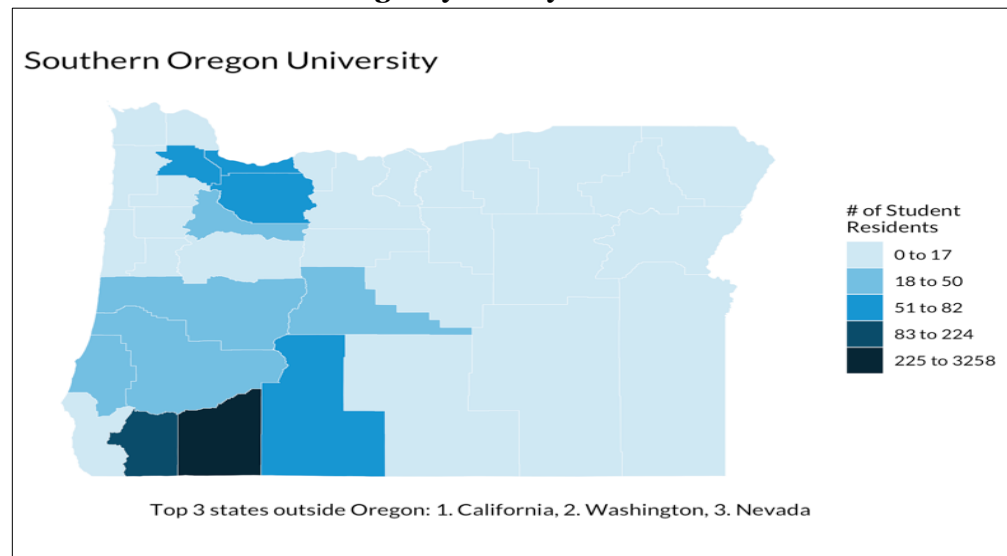 Southern Oregon University
# of Student
Residents
0 to 17
18 to 50
51 to 82
83 to 224
225 to 3258
Top 3 states outside Oregon: 1. California, 2. Washington, 3. Nevada